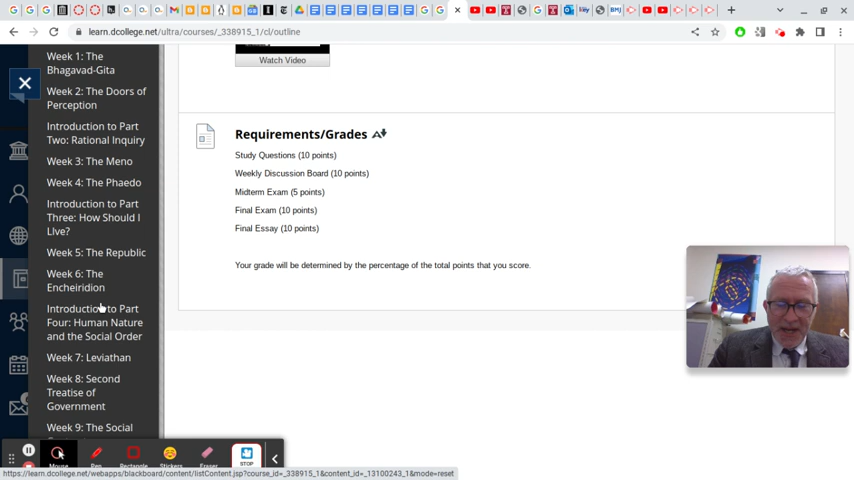 learn.dcollege.net/ultra/courses/_338915_1/cl/outline
Week 1: The
Bhagavad-Gita
Week 2: The Doors of
Perception
Introduction to Part
Two: Rational Inquiry
Week 3: The Meno
Week 4: The Phaedo
Introduction to Part
Three: How Should I
LIve?
Week 5: The Republic
Week 6: The
Encheiridion
Introduction to Part
Four: Human Nature
and the Social Order
Week 7: Leviathan
Week 8: Second
Treatise of
Government
Week 9: The Social
Watch Video
Requirements/Grades
Study Questions (10 points)
Weekly Discussion Board (10 points)
Midterm Exam (5 points)
Final Exam (10 points)
Final Essay (10 points)
Your grade will be determined by the percentage of the total points that you score.
Mouse
Pen
Rectangle
Stickers
Eraser
STOP
https://learn.dcollege.net/webapps/blackboard/content/listContent.jsp?course_id=_338915_1&content_id=_13100243_1&mode=reset